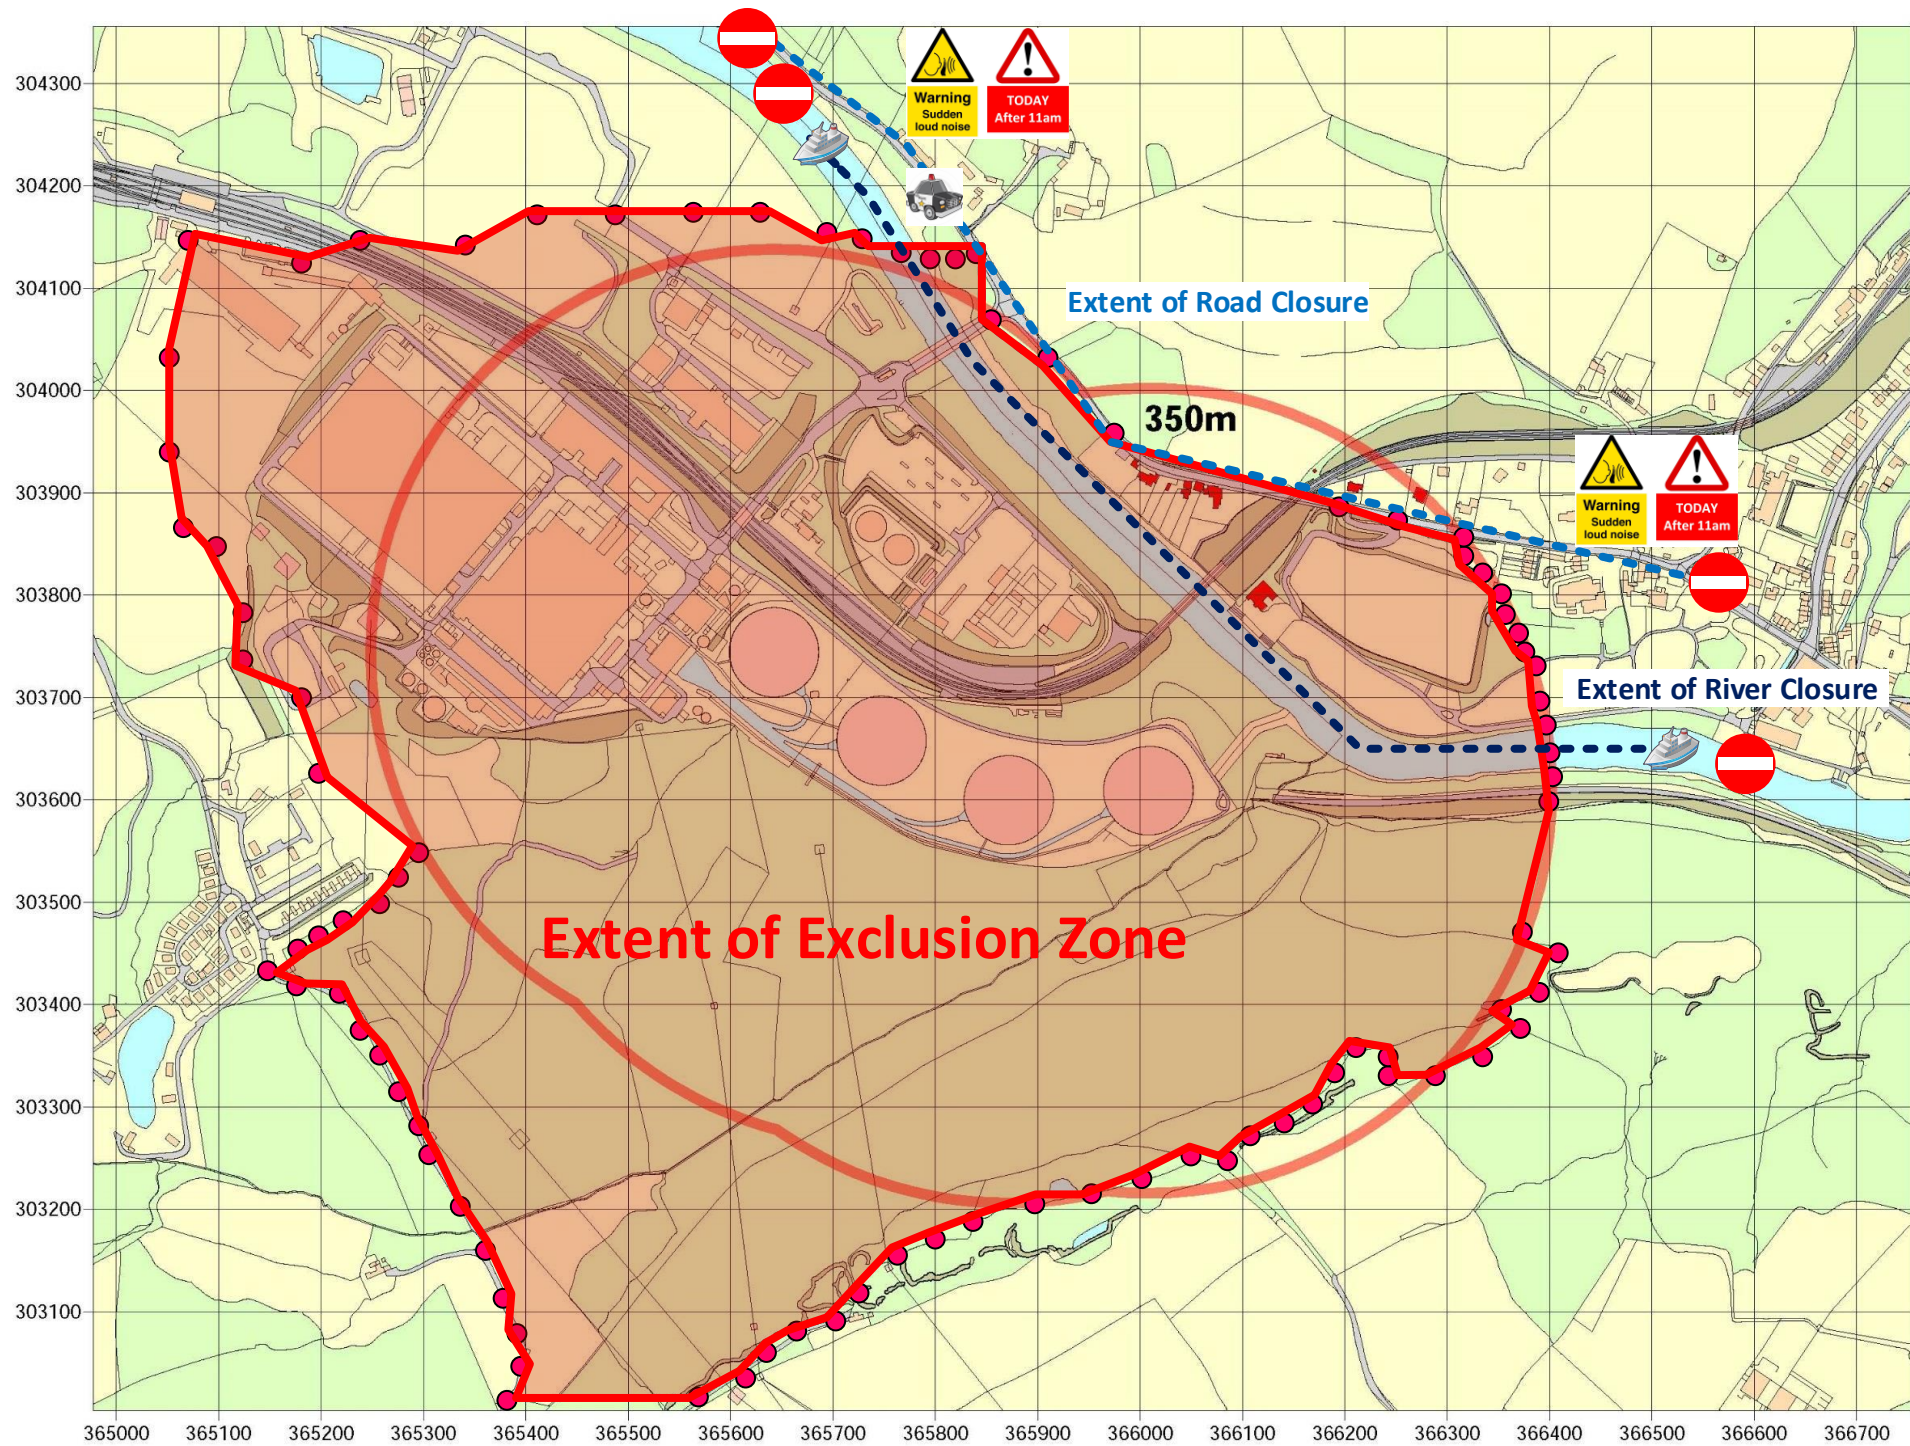 304300
304200
304100
304000
303900
303800
303700
303600
303500
303400
303300
303200
303100
Warning
Sudden
loud noise
TODAY
After 11am
Extent of Road Closure
350m
Warning
Sudden
loud noise
TODAY
After 11am
Extent of River Closure
Extent of Exclusion Zone
365000 365100 365200 365300 365400 365500 365600 365700 365800 365900 366000 366100 366200 366300 366400 366500 366600 366700